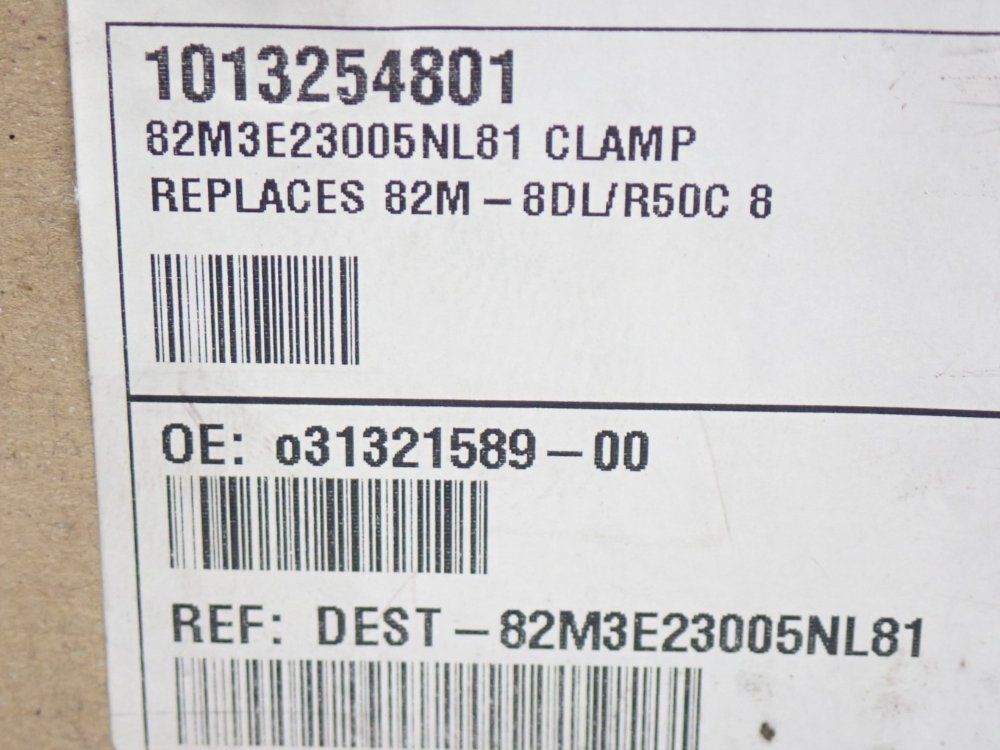 1013254801
82M3E23005NL81 CLAMP
REPLACES 82M-8DL/R50C 8
OE: o31321589-00
REF: DEST-82M3E23005NL81